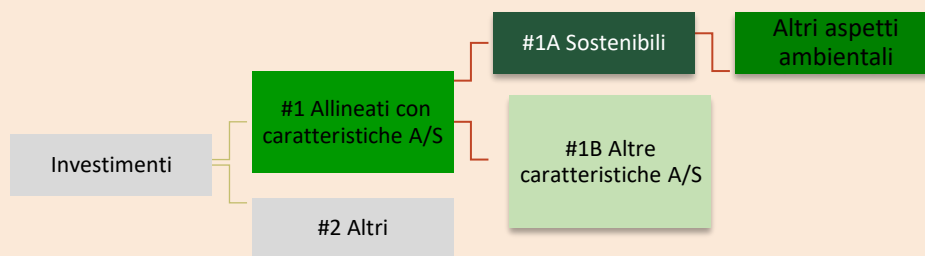 Investimenti
#1 Allineati con
caratteristiche A/S
#2 Altri
#1A Sostenibili
#1B Altre
caratteristiche A/S
Altri aspetti
ambientali